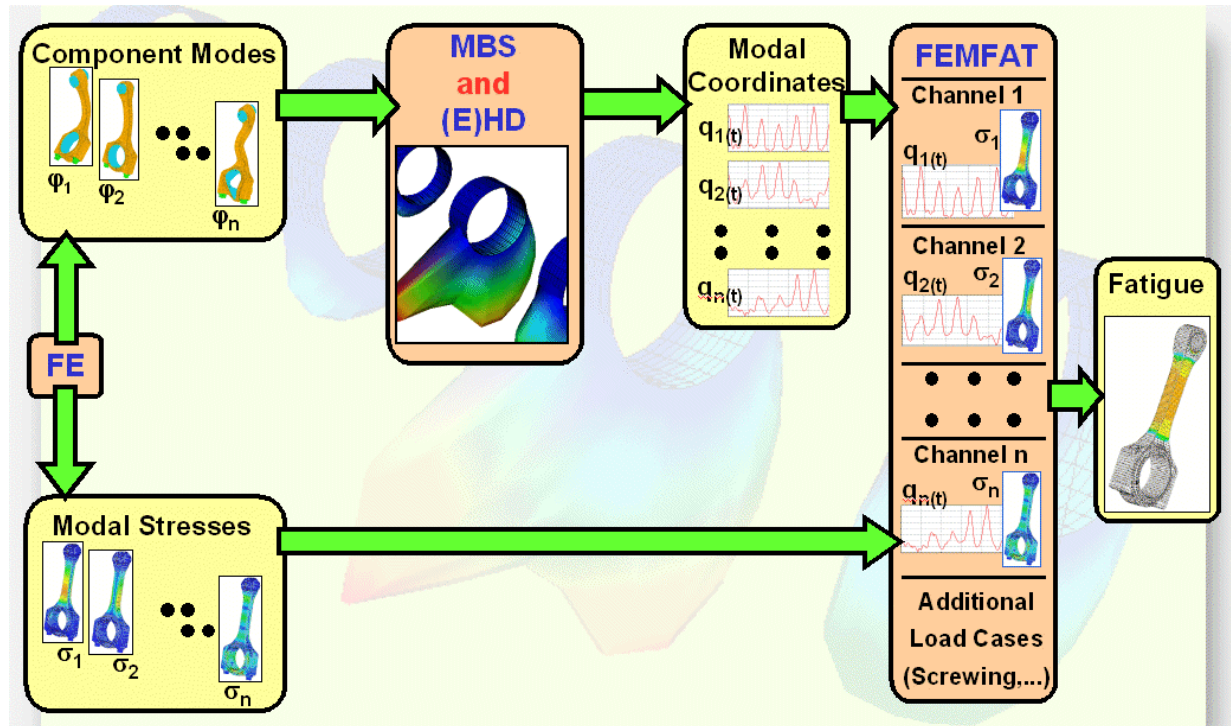 Component Modes
φ1
φ2
φn
FE
Modal Stresses
σ1
σ2
σn
MBS
and
(E)HD
Modal
Coordinates
q1(t)
q2(t)
qn(t)
FEMFAT
Channel 1
σ1
q1(t)
Channel 2
q2(t) σ2
Channel n
qn(t) σn
Additional
Load Cases
(Screwing,...)
Fatigue